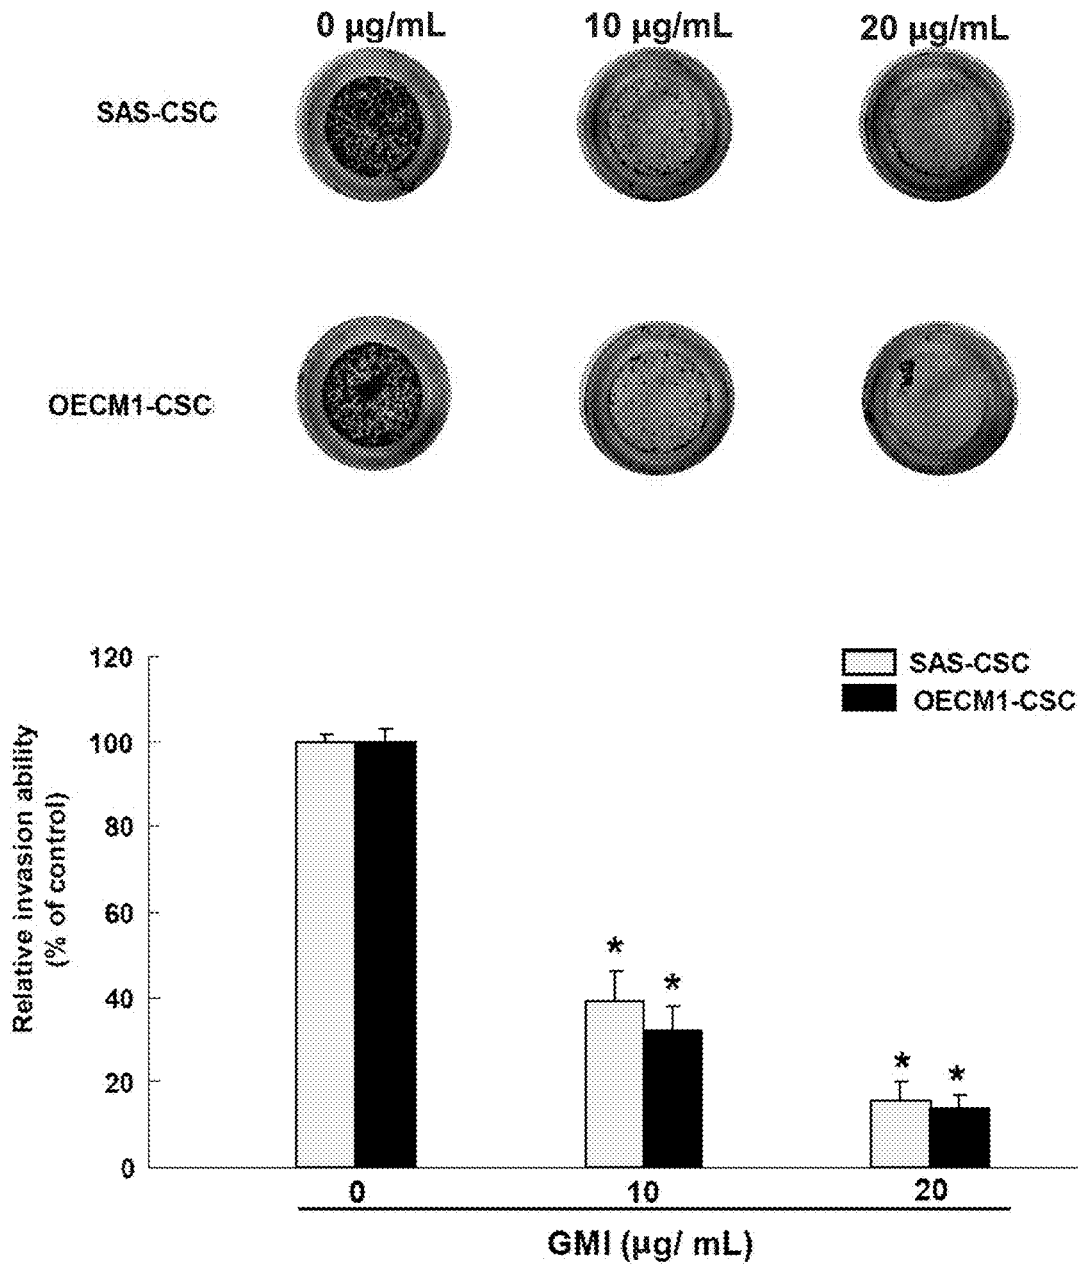 0 µg/mL 10 µg/mL 20 µg/mL
SAS-CSC
OECM1-CSC
SAS-CSC
OECM1-CSC
120
100
80
60
40
20
0
Relative invasion ability
(% of control)
* * * *
0 10 20
GMI (µg/ mL)